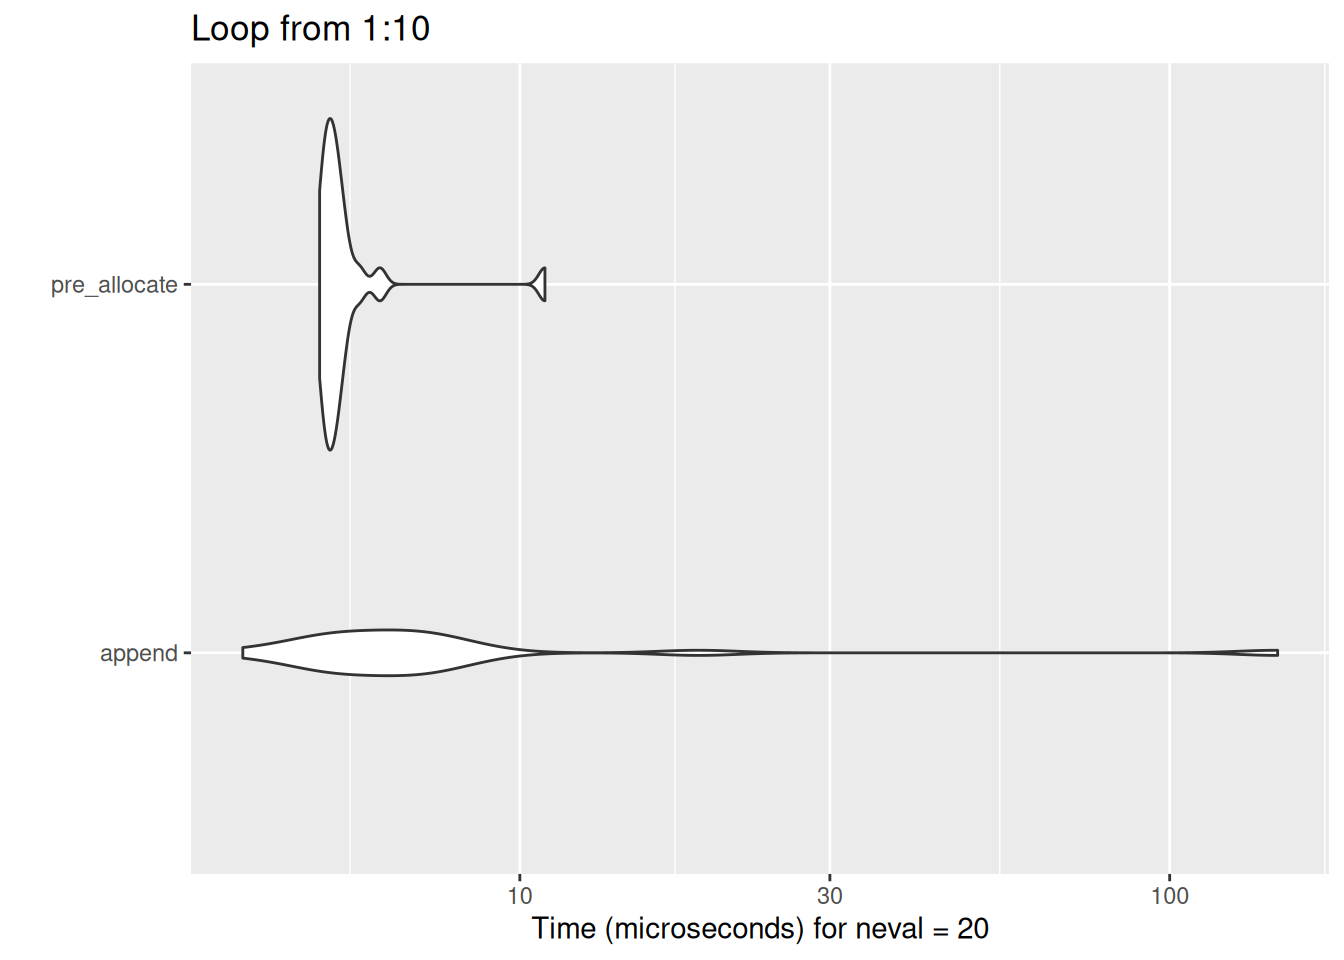 Loop from 1:10
pre_allocate
append
10
30
100
Time (microseconds) for neval = 20